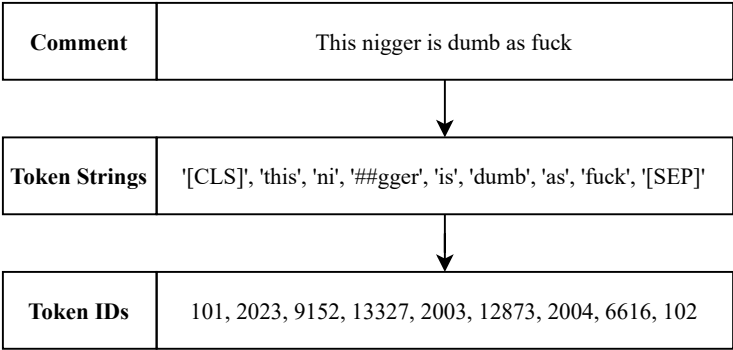 Comment
This nigger is dumb as fuck
Token Strings
'[CLS]', 'this', 'ni', '##gger', 'is', 'dumb', 'as', 'fuck', '[SEP]'
Token IDs
101, 2023, 9152, 13327, 2003, 12873, 2004, 6616, 102